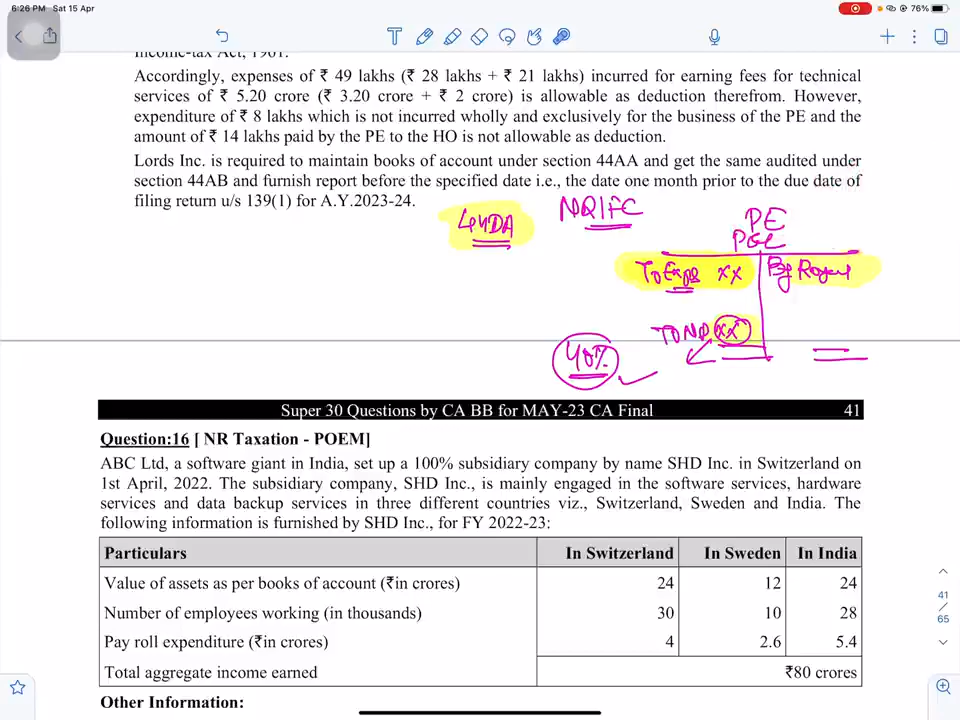 6:26 PM Sat 15 Apr
76%
Income-tax Act, 1961.
Accordingly, expenses of ₹ 49 lakhs (₹ 28 lakhs + ₹ 21 lakhs) incurred for earning fees for technical
services of ₹ 5.20 crore (₹ 3.20 crore + ₹ 2 crore) is allowable as deduction therefrom. However,
expenditure of ₹ 8 lakhs which is not incurred wholly and exclusively for the business of the PE and the
amount of ₹ 14 lakhs paid by the PE to the HO is not allowable as deduction.
Lords Inc. is required to maintain books of account under section 44AA and get the same audited under
section 44AB and furnish report before the specified date i.e., the date one month prior to the due date of
filing return u/s 139(1) for A.Y.2023-24.
44DA
PE
To xx By
To NP xx
40%
Super 30 Questions by CA BB for MAY-23 CA Final 41
Question:16 [ NR Taxation - POEM]
ABC Ltd, a software giant in India, set up a 100% subsidiary company by name SHD Inc. in Switzerland on
1st April, 2022. The subsidiary company, SHD Inc., is mainly engaged in the software services, hardware
services and data backup services in three different countries viz., Switzerland, Sweden and India. The
following information is furnished by SHD Inc., for FY 2022-23:
Particulars In Switzerland In Sweden In India
Value of assets as per books of account (₹in crores) 24 12 24
Number of employees working (in thousands) 30 10 28
Pay roll expenditure (₹in crores) 4 2.6 5.4
Total aggregate income earned ₹80 crores
Other Information:
41
/
65